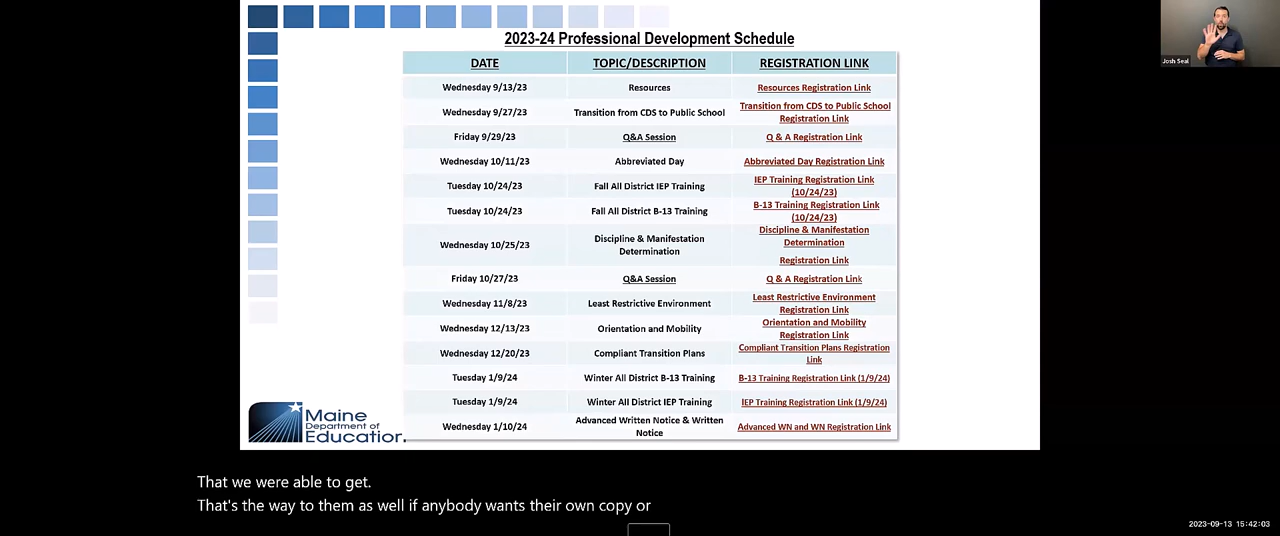 2023-24 Professional Development Schedule
DATE TOPIC/DESCRIPTION REGISTRATION LINK
Wednesday 9/13/23 Resources Resources Registration Link
Wednesday 9/27/23 Transition from CDS to Public School Transition from CDS to Public School
Registration Link
Friday 9/29/23 Q&A Session Q & A Registration Link
Wednesday 10/11/23 Abbreviated Day Abbreviated Day Registration Link
Tuesday 10/24/23 Fall All District IEP Training IEP Training Registration Link
(10/24/23)
Tuesday 10/24/23 Fall All District B-13 Training B-13 Training Registration Link
(10/24/23)
Wednesday 10/25/23 Discipline & Manifestation
Determination
Discipline & Manifestation
Determination
Registration Link
Friday 10/27/23 Q&A Session Q & A Registration Link
Wednesday 11/8/23 Least Restrictive Environment Least Restrictive Environment
Registration Link
Wednesday 12/13/23 Orientation and Mobility Orientation and Mobility
Registration Link
Wednesday 12/20/23 Compliant Transition Plans Compliant Transition Plans Registration
Link
Tuesday 1/9/24 Winter All District B-13 Training B-13 Training Registration Link (1/9/24)
Tuesday 1/9/24 Winter All District IEP Training IEP Training Registration Link (1/9/24)
Wednesday 1/10/24 Advanced Written Notice & Written
Notice
Advanced WN and WN Registration Link
Maine
Department of
Education
Josh Seal
That we were able to get.
That's the way to them as well if anybody wants their own copy or
2023-09-13 15:42:03